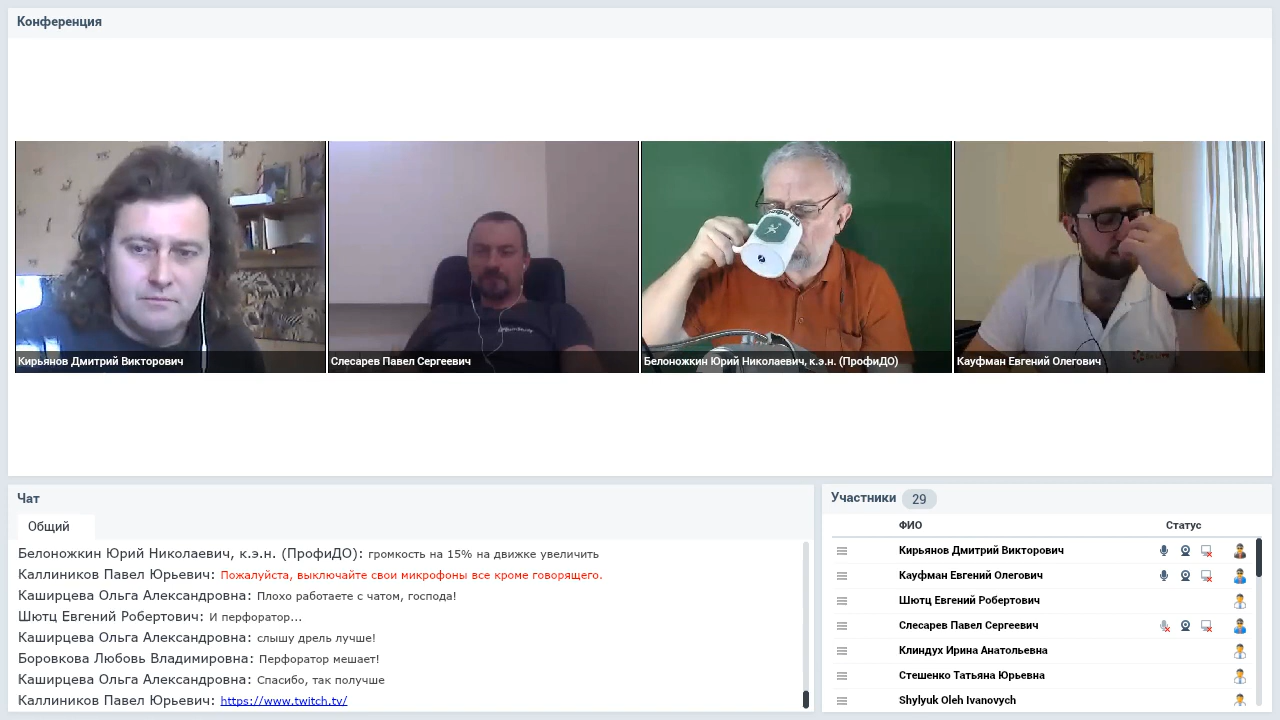 Конференция
Кирьянов Дмитрий Викторович
Слесарев Павел Сергеевич
Белоножкин Юрий Николаевич, к.э.н. (ПрофиДО)
Кауфман Евгений Олегович
Чат
Общий
Белоножкин Юрий Николаевич, к.э.н. (ПрофиДО): громкость на 15% на движке увеличить
Каллиников Павел Юрьевич: Пожалуйста, выключайте свои микрофоны все кроме говорящего.
Каширцева Ольга Александровна: Плохо работаете с чатом, господа!
Шютц Евгений Робертович: И перфоратор...
Каширцева Ольга Александровна: слышу дрель лучше!
Боровкова Любовь Владимировна: Перфоратор мешает!
Каширцева Ольга Александровна: Спасибо, так получше
Каллиников Павел Юрьевич: https://www.twitch.tv/
Участники 29
ФИО Статус
Кирьянов Дмитрий Викторович
Кауфман Евгений Олегович
Шютц Евгений Робертович
Слесарев Павел Сергеевич
Клиндух Ирина Анатольевна
Стешенко Татьяна Юрьевна
Shylyuk Oleh Ivanovych